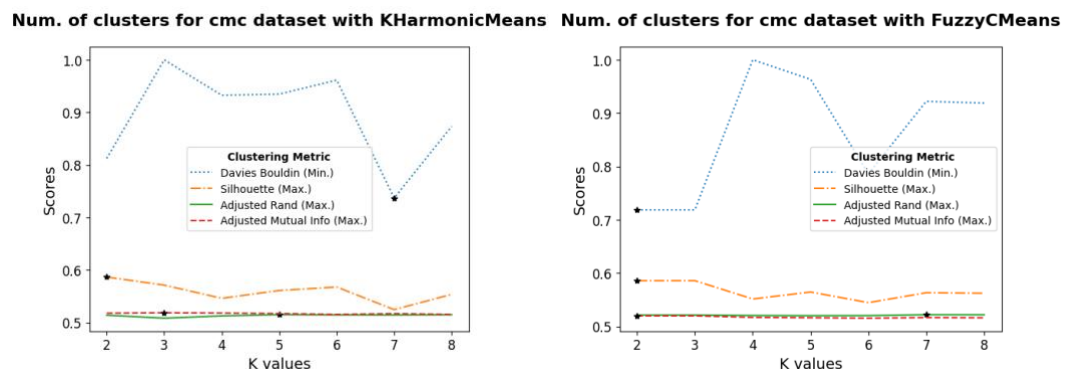 Num. of clusters for cmc dataset with KHarmonicMeans
1.0
0.9
0.8
0.7
0.6
0.5
Scores
2 3 4 5 6 7 8
K values
Clustering Metric
Davies Bouldin (Min.)
Silhouette (Max.)
Adjusted Rand (Max.)
Adjusted Mutual Info (Max.)
Num. of clusters for cmc dataset with FuzzyCMeans
1.0
0.9
0.8
0.7
0.6
0.5
Scores
2 3 4 5 6 7 8
K values
Clustering Metric
Davies Bouldin (Min.)
Silhouette (Max.)
Adjusted Rand (Max.)
Adjusted Mutual Info (Max.)